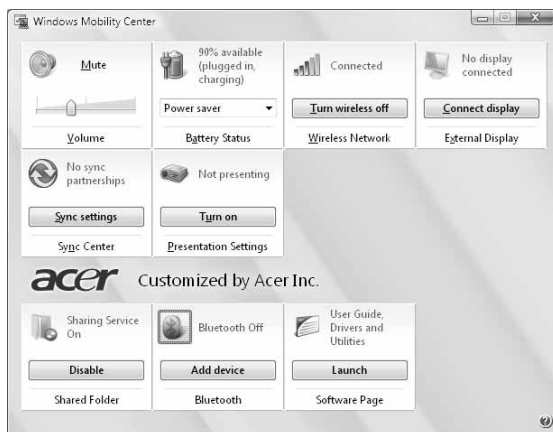 Windows Mobility Center
Mute
Volume
90% available
(plugged in,
charging)
Power saver
Battery Status
Connected
Turn wireless off
Wireless Network
No display
connected
Connect display
External Display
No sync
partnerships
Sync settings
Sync Center
Not presenting
Turn on
Presentation Settings
acer Customized by Acer Inc.
Sharing Service
On
Disable
Shared Folder
Bluetooth Off
Add device
Bluetooth
User Guide,
Drivers and
Utilities
Launch
Software Page
?